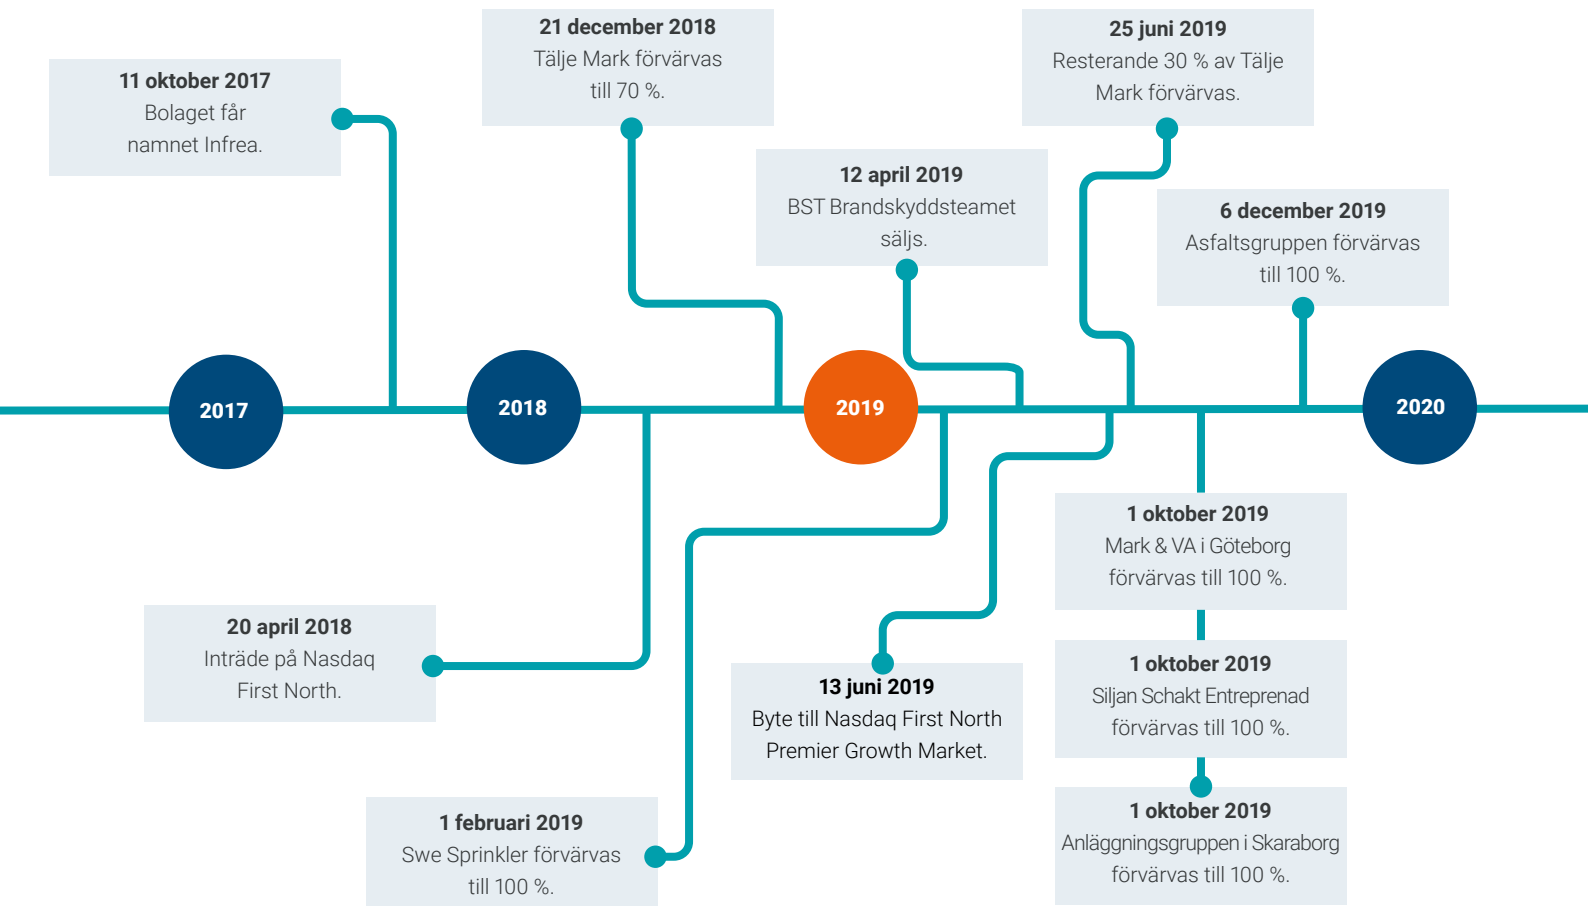 11 oktober 2017
Bolaget får
namnet Infrea.
21 december 2018
Tälje Mark förvärvas
till 70 %.
12 april 2019
BST Brandskyddsteamet
säljs.
25 juni 2019
Resterande 30 % av Tälje
Mark förvärvas.
6 december 2019
Asfaltsgruppen förvärvas
till 100 %.
2017
2018
2019
2020
20 april 2018
Inträde på Nasdaq
First North.
1 februari 2019
Swe Sprinkler förvärvas
till 100 %.
13 juni 2019
Byte till Nasdaq First North
Premier Growth Market.
1 oktober 2019
Mark & VA i Göteborg
förvärvas till 100 %.
1 oktober 2019
Siljan Schakt Entreprenad
förvärvas till 100 %.
1 oktober 2019
Anläggningsgruppen i Skaraborg
förvärvas till 100 %.